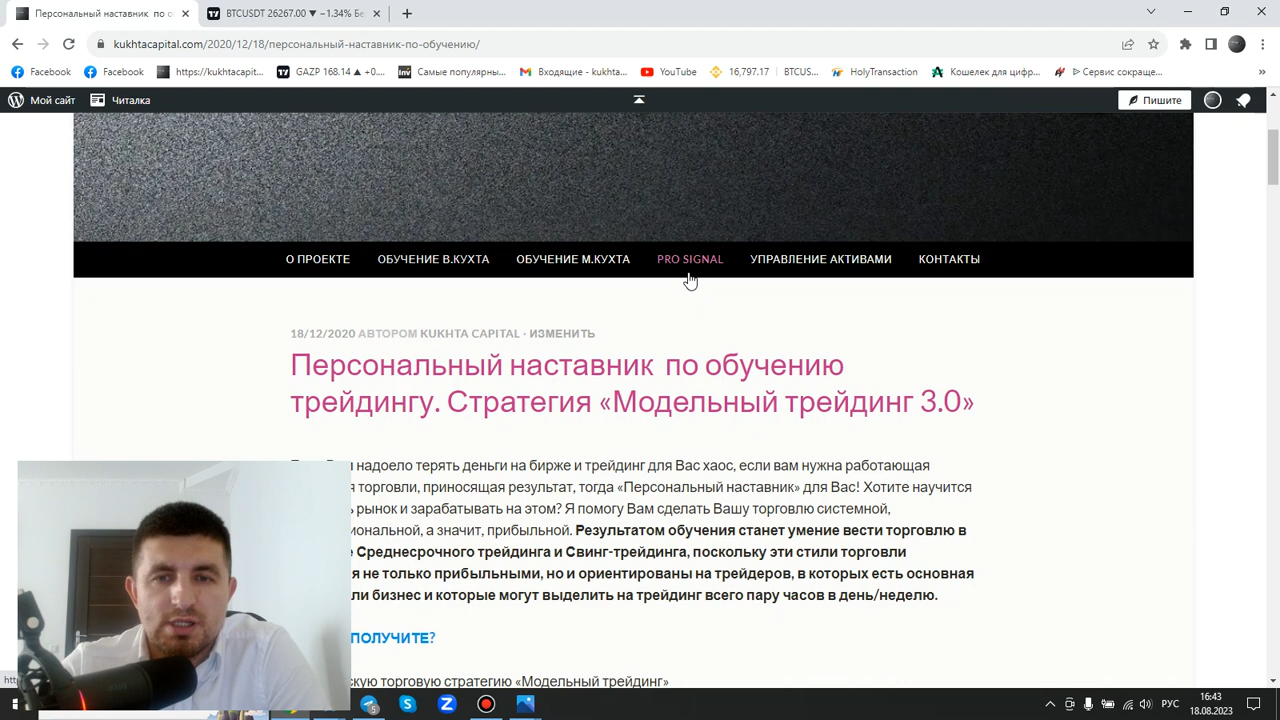 Персональный наставник по о
BTCUSDT 26267.00 ▼ −1.34% Бе
kukhtacapital.com/2020/12/18/персональный-наставник-по-обучению/
Facebook
Facebook
https://kukhtacapit...
GAZP 168.14 ▲ +0....
Самые популярны...
Входящие - kukhta...
YouTube
16,797.17 | BTCUS...
HolyTransaction
Кошелек для цифр...
ᐈ Сервис сокраще...
Мой сайт
Читалка
Пишите
О ПРОЕКТЕ
ОБУЧЕНИЕ В.КУХТА
ОБУЧЕНИЕ М.КУХТА
PRO SIGNAL
УПРАВЛЕНИЕ АКТИВАМИ
КОНТАКТЫ
18/12/2020 АВТОРОМ KUKHTA CAPITAL · ИЗМЕНИТЬ
Персональный наставник по обучению
трейдингу. Стратегия «Модельный трейдинг 3.0»
надоело терять деньги на бирже и трейдинг для Вас хаос, если вам нужна работающая
я торговли, приносящая результат, тогда «Персональный наставник» для Вас! Хотите научится
ь рынок и зарабатывать на этом? Я помогу Вам сделать Вашу торговлю системной,
иональной, а значит, прибыльной. Результатом обучения станет умение вести торговлю в
е Среднесрочного трейдинга и Свинг-трейдинга, поскольку эти стили торговли
я не только прибыльными, но и ориентированы на трейдеров, в которых есть основная
ли бизнес и которые могут выделить на трейдинг всего пару часов в день/неделю.
ПОЛУЧИТЕ?
скую торговую стратегию «Модельный трейдинг»
РУС
16:43
18.08.2023